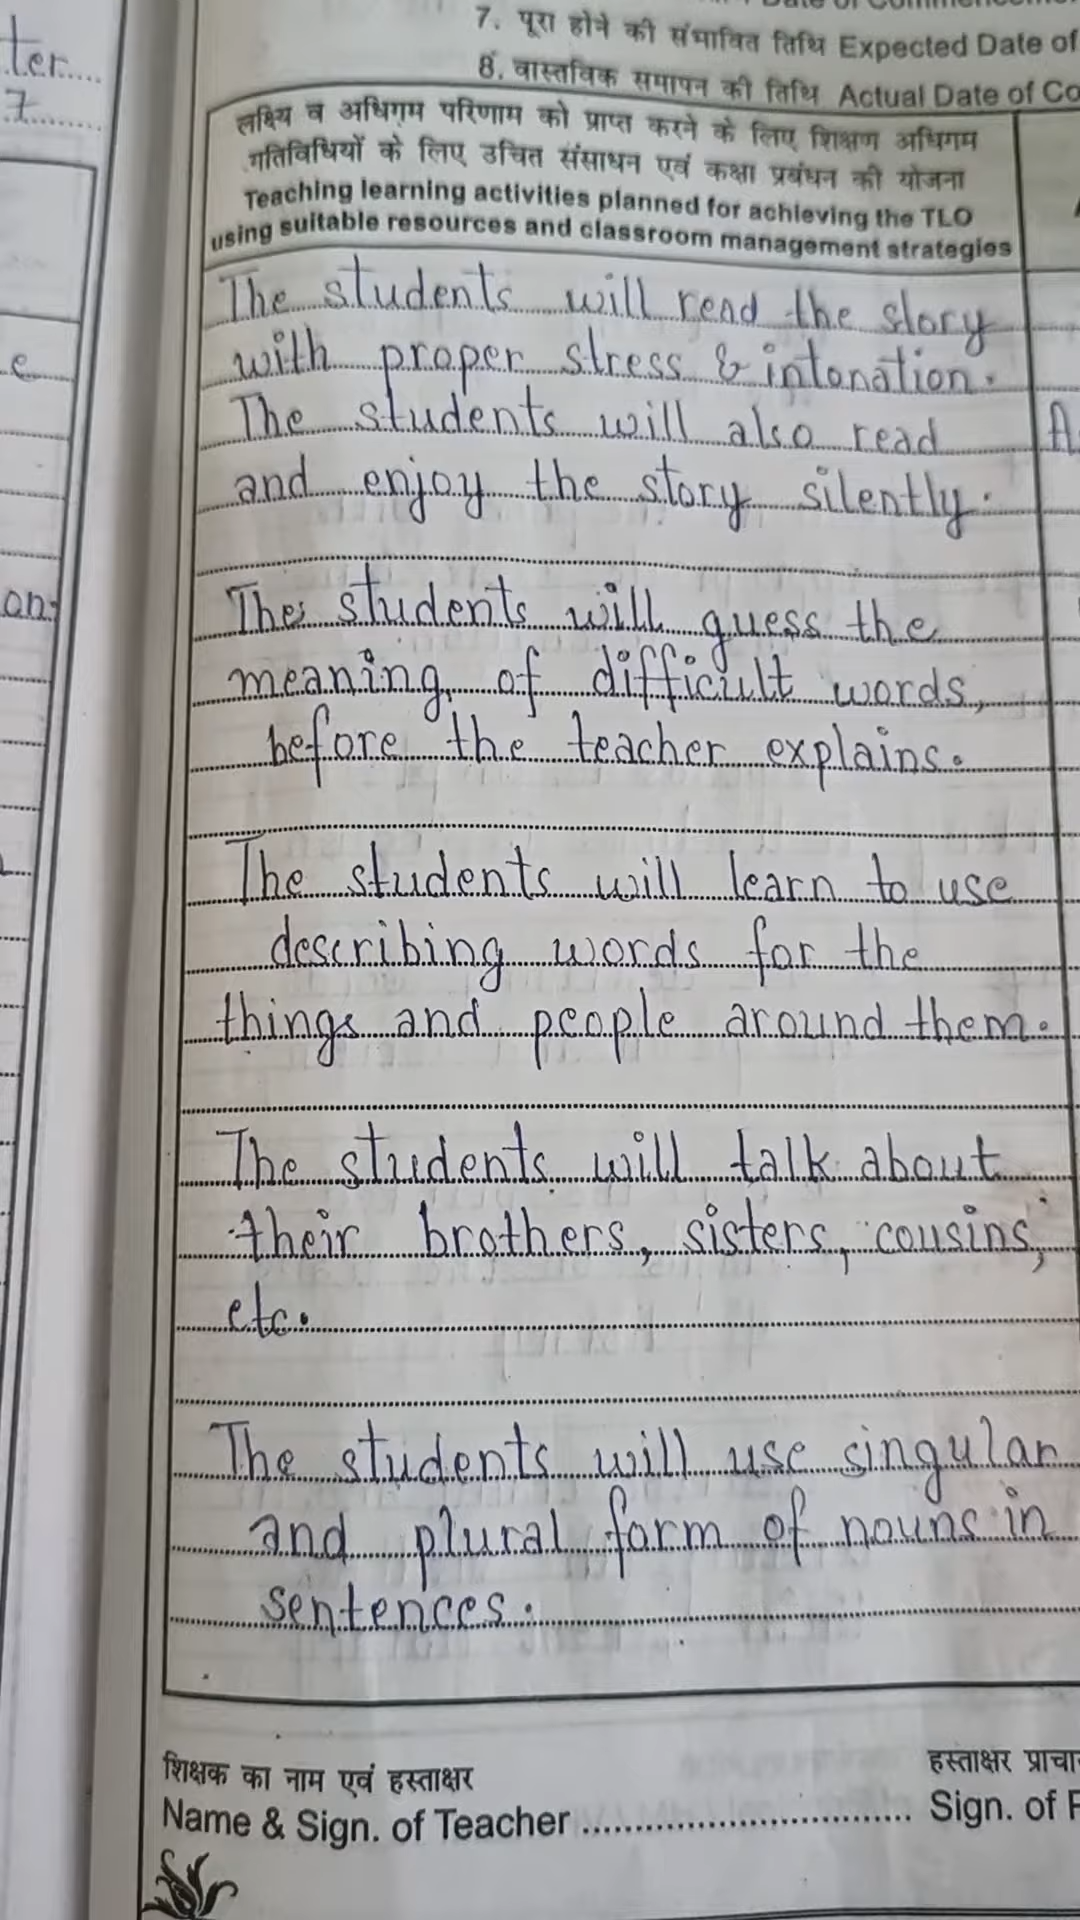 ter.....
7........
e
on:
7. पूरा होने की संभावित तिथि Expected Date of
8. वास्तविक समापन की तिथि Actual Date of Co
लक्ष्यि व अधिगम परिणाम को प्राप्त करने के लिए शिक्षण अधिगम
गतिविधियों के लिए उचित संसाधन एवं कक्षा प्रबंधन की योजना
Teaching learning activities planned for achieving the TLO
using suitable resources and classroom management strategies
The students will read the story
with proper stress & intonation.
The students will also read
and enjoy the story silently.
The students will guess the
meaning of difficult words,
before the teacher explains.
The students will learn to use
describing words for the
things and people around them.
The students will talk about
their brothers, sisters, cousins,
etc.
The students will use singular
and plural form of nouns in
sentences.
शिक्षक का नाम एवं हस्ताक्षर
Name & Sign. of Teacher ..............................
हस्ताक्षर प्राचा
Sign. of P